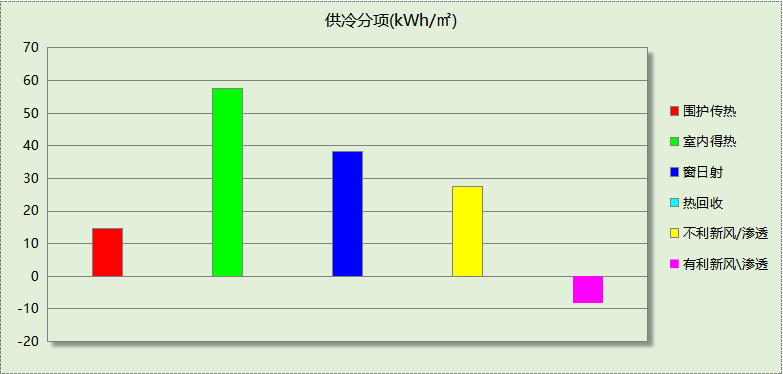 供冷分项(kWh/㎡)
70
60
50
40
30
20
10
0
-10
-20
围护传热
室内得热
窗日射
热回收
不利新风/渗透
有利新风\渗透